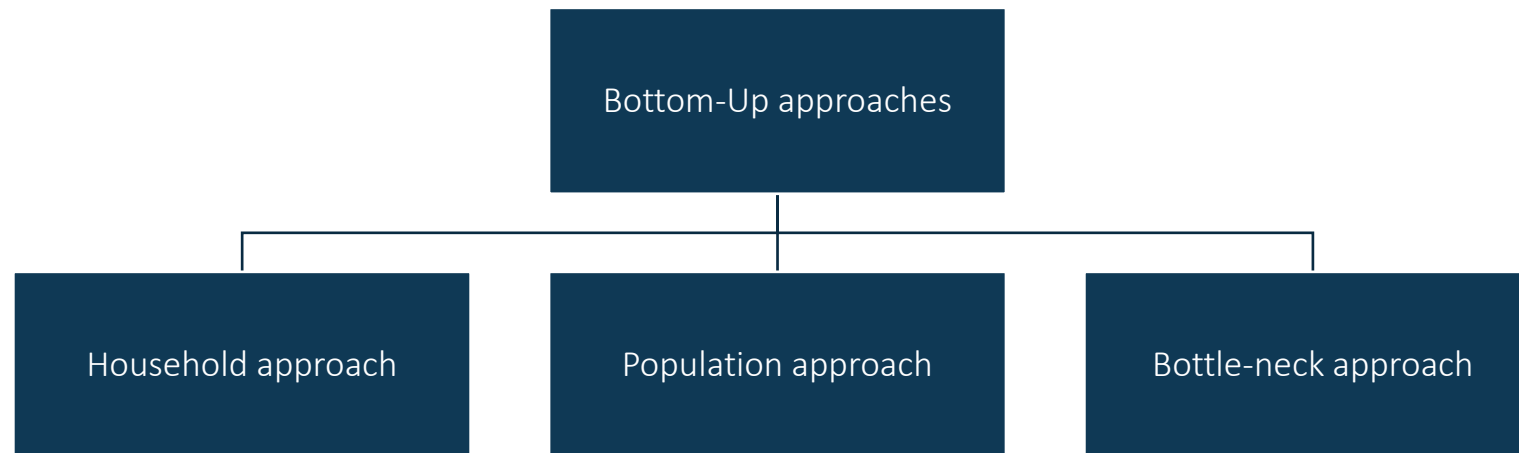 Bottom-Up approaches
Household approach
Population approach
Bottle-neck approach